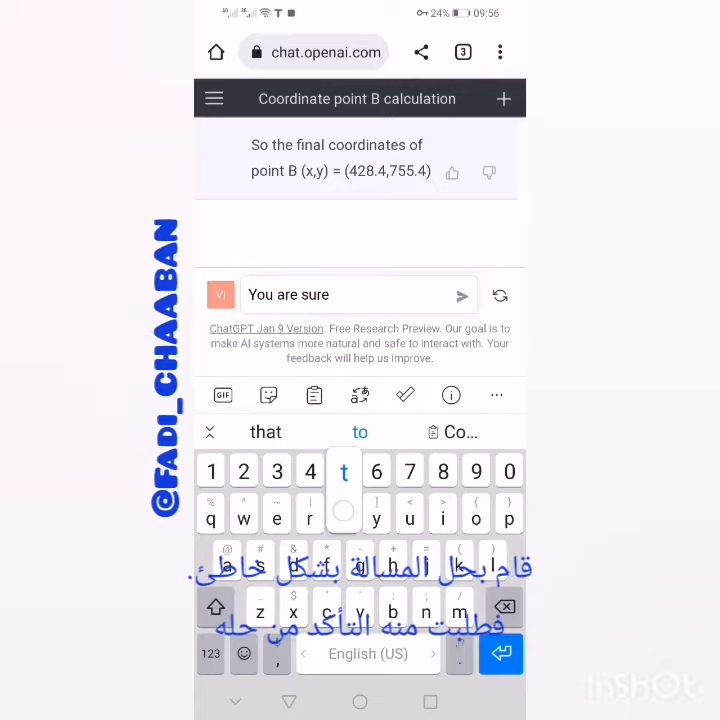 24% 09:56
chat.openai.com
3
Coordinate point B calculation
So the final coordinates of
point B (x,y) = (428.4,755.4)
Vi
You are sure
ChatGPT Jan 9 Version. Free Research Preview. Our goal is to
make AI systems more natural and safe to interact with. Your
feedback will help us improve.
GIF
that to Co...
1 2 3 4 t 6 7 8 9 0
% ^ ~ | ] < > { }
q w e r y u i o p
@ # & * - + = ( )
a s d f g h j k l
قام بحل المسالة بشكل خاطئ.
z x c v b n m
فطلبت منه التأكد من حله
123 , English (US) .
@FADI_CHAABAN
InShOt